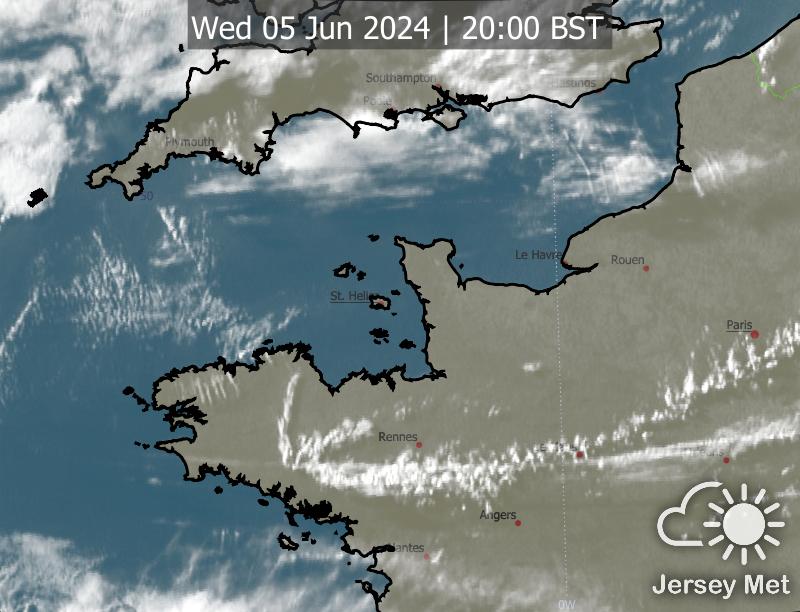 Wed 05 Jun 2024 | 20:00 BST
Southampton
Hastings
Poole
Plymouth
50
Le Havre
Rouen
St. Helier
Paris
Rennes
Angers
Nantes
0W
Jersey Met